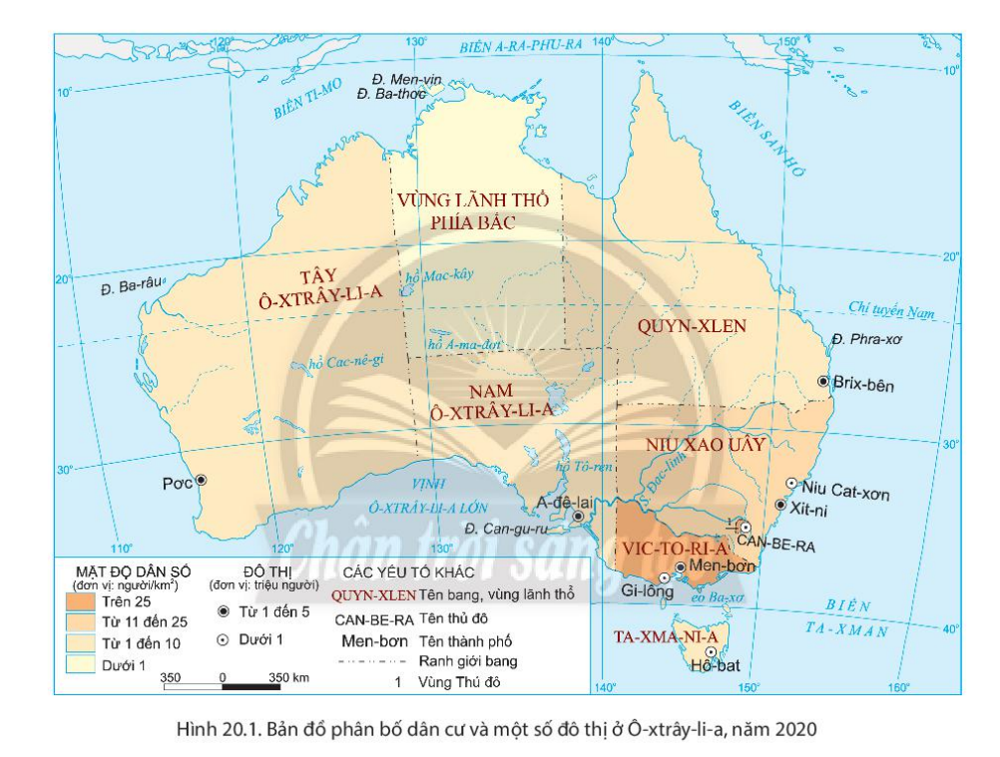 120°
130°
BIỂN A-RA-PHU-RA
140°
150°
10°
10°
Đ. Men-vin
Đ. Ba-thơc
BIỂN TI-MO
BIỂN SAN HÔ
VÙNG LÃNH THỔ
PHÍA BẮC
20°
20°
Đ. Ba-râu
TÂY
Ô-XTRÂY-LI-A
hồ Mac-kây
Chí tuyến Nam
QUYN-XLEN
hồ A-ma-đơt
Đ. Phra-xơ
hồ Cac-nê-gi
NAM
Ô-XTRÂY-LI-A
Brix-bên
NIU XAO UÂY
30°
30°
hồ Tô-ren
S. Đac-linh
Pơc
VỊNH
Ô-XTRÂY-LI-A LỚN
A-đê-lai
Niu Cat-xơn
Xit-ni
Đ. Can-gu-ru
1
CAN-BE-RA
Chân trời sáng tạo
VIC-TO-RI-A
Men-bơn
Gi-lông
eo Ba-xơ
110°
120°
130°
BIỂN
TA-XMAN
40°
TA-XMA-NI-A
Hô-bat
140°
150°
160°
MẬT ĐỘ DÂN SỐ
(đơn vị: người/km²)
Trên 25
Từ 11 đến 25
Từ 1 đến 10
Dưới 1
ĐÔ THỊ
(đơn vị: triệu người)
Từ 1 đến 5
Dưới 1
350 0 350 km
CÁC YẾU TỐ KHÁC
QUYN-XLEN Tên bang, vùng lãnh thổ
CAN-BE-RA Tên thủ đô
Men-bơn Tên thành phố
Ranh giới bang
1 Vùng Thủ đô
Hình 20.1. Bản đồ phân bố dân cư và một số đô thị ở Ô-xtrây-li-a, năm 2020